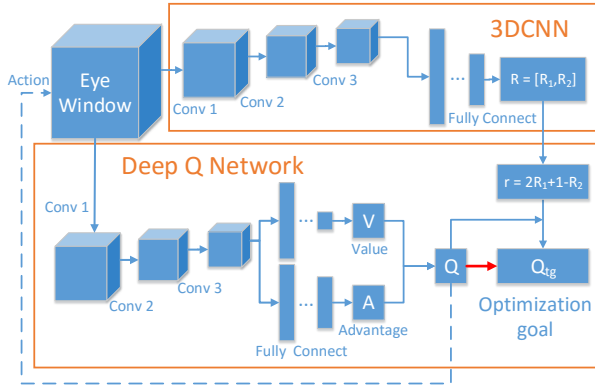 3DCNN
Action
Eye
Window
Conv 1
Conv 2
Conv 3
...
Fully Connect
R = [R₁,R₂]
Deep Q Network
r = 2R₁+1-R₂
Conv 1
Conv 2
Conv 3
...
V
Value
...
A
Advantage
Fully Connect
Q
Qtg
Optimization
goal